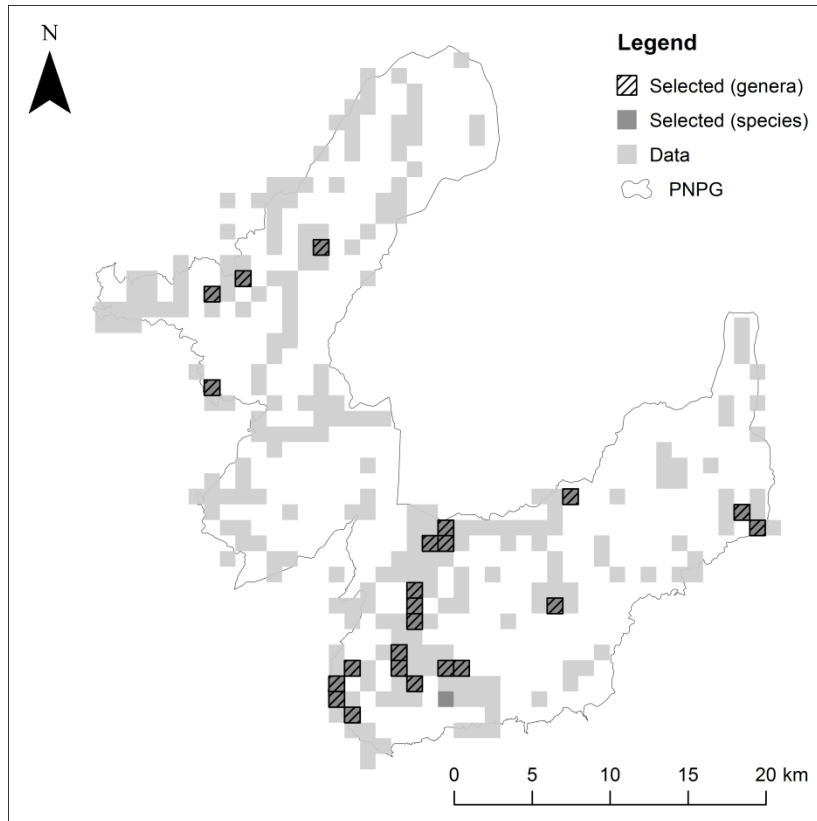 N
Legend
Selected (genera)
Selected (species)
Data
PNPG
0 5 10 15 20 km